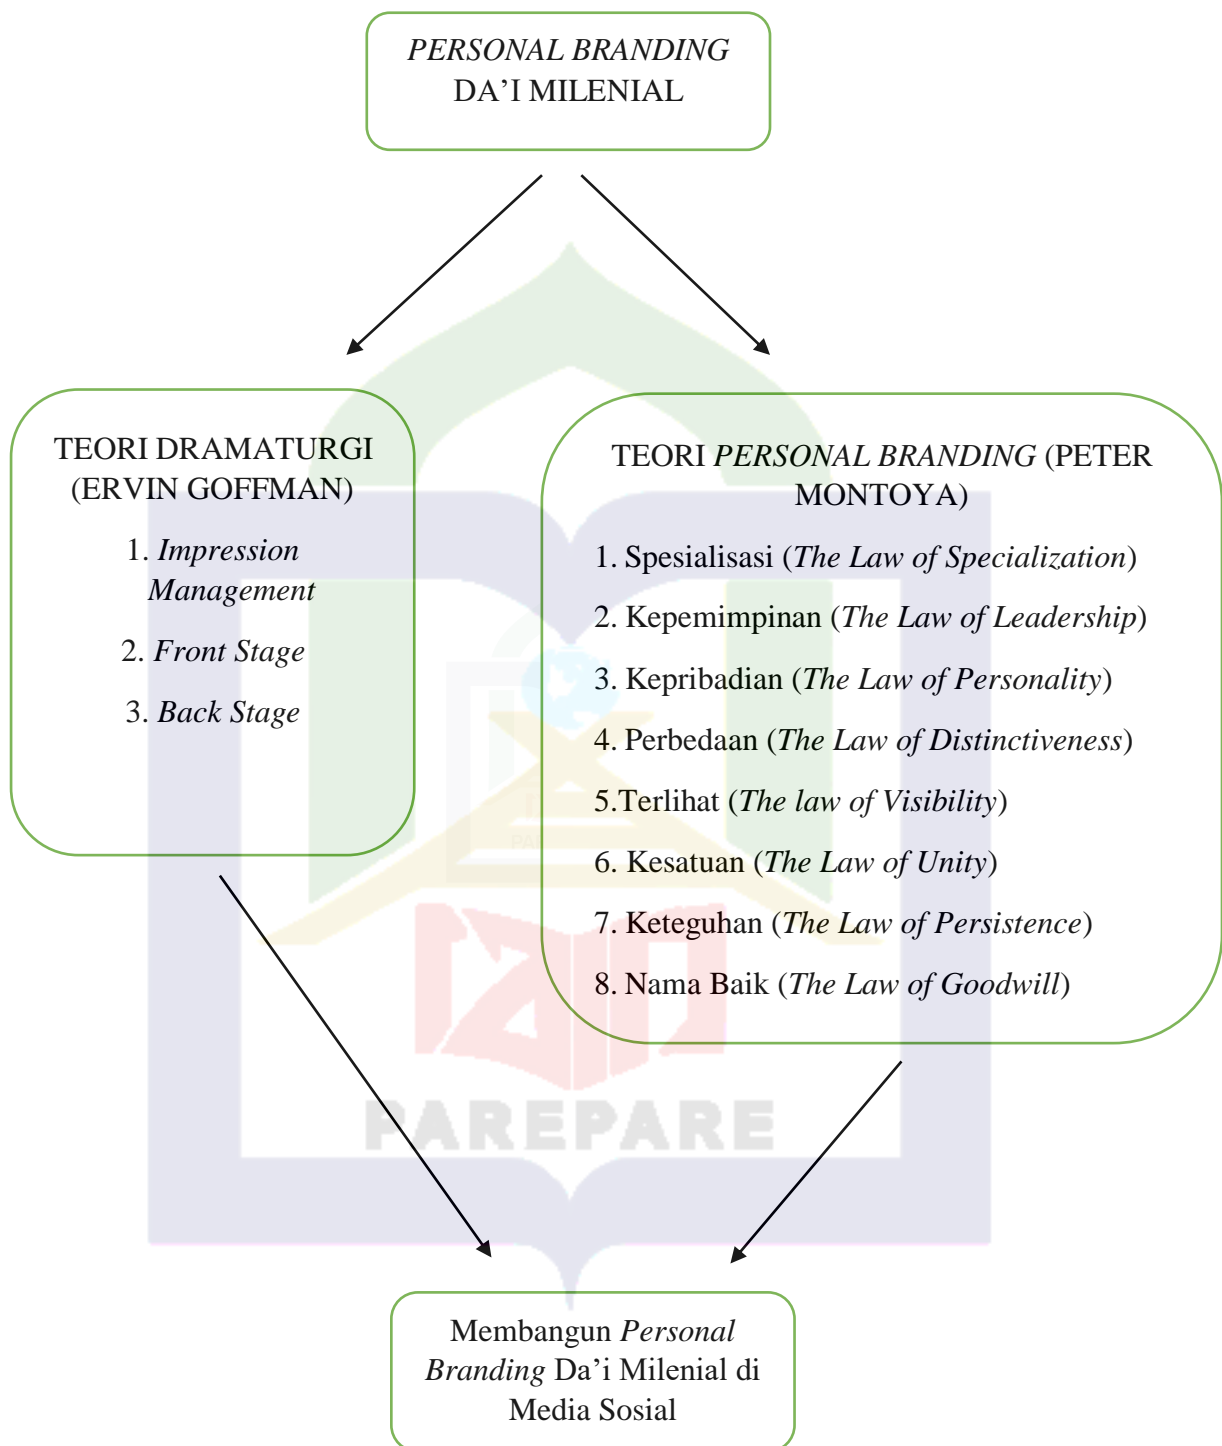 PERSONAL BRANDING
DA’I MILENIAL
TEORI DRAMATURGI
(ERVIN GOFFMAN)
1. Impression
Management
2. Front Stage
3. Back Stage
TEORI PERSONAL BRANDING (PETER
MONTOYA)
1. Spesialisasi (The Law of Specialization)
2. Kepemimpinan (The Law of Leadership)
3. Kepribadian (The Law of Personality)
4. Perbedaan (The Law of Distinctiveness)
5.Terlihat (The law of Visibility)
6. Kesatuan (The Law of Unity)
7. Keteguhan (The Law of Persistence)
8. Nama Baik (The Law of Goodwill)
PAREPARE
Membangun Personal
Branding Da’i Milenial di
Media Sosial